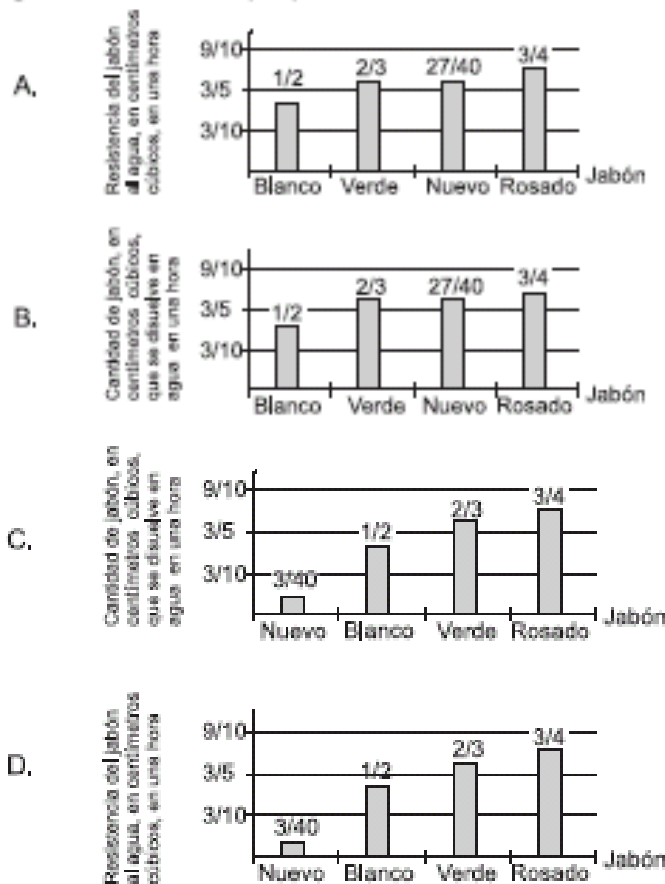 A.
Resistencia del jabón
al agua, en centímetros
cúbicos, en una hora
9/10
3/5
3/10
1/2
2/3
27/40
3/4
Blanco Verde Nuevo Rosado Jabón
B.
Cantidad de jabón, en
centímetros cúbicos,
que se disuelve en
agua en una hora
9/10
3/5
3/10
1/2
2/3
27/40
3/4
Blanco Verde Nuevo Rosado Jabón
C.
Cantidad de jabón, en
centímetros cúbicos,
que se disuelve en
agua en una hora
9/10
3/5
3/10
3/40
1/2
2/3
3/4
Nuevo Blanco Verde Rosado Jabón
D.
Resistencia del jabón
al agua, en centímetros
cúbicos, en una hora
9/10
3/5
3/10
3/40
1/2
2/3
3/4
Nuevo Blanco Verde Rosado Jabón